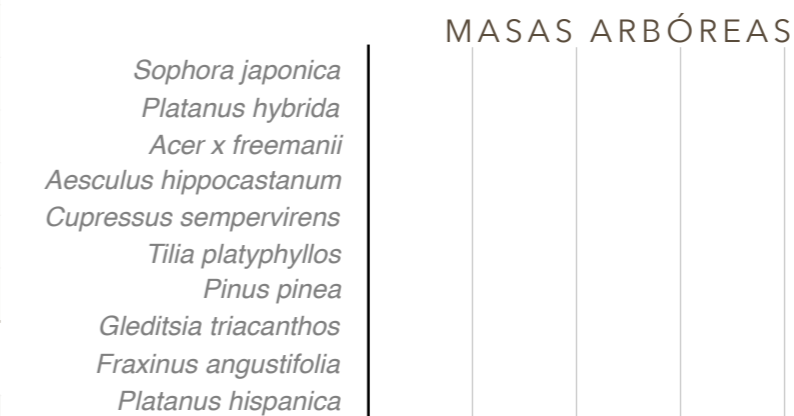 MASAS ARBÓREAS
Sophora japonica
Platanus hybrida
Acer x freemanii
Aesculus hippocastanum
Cupressus sempervirens
Tilia platyphyllos
Pinus pinea
Gleditsia triacanthos
Fraxinus angustifolia
Platanus hispanica